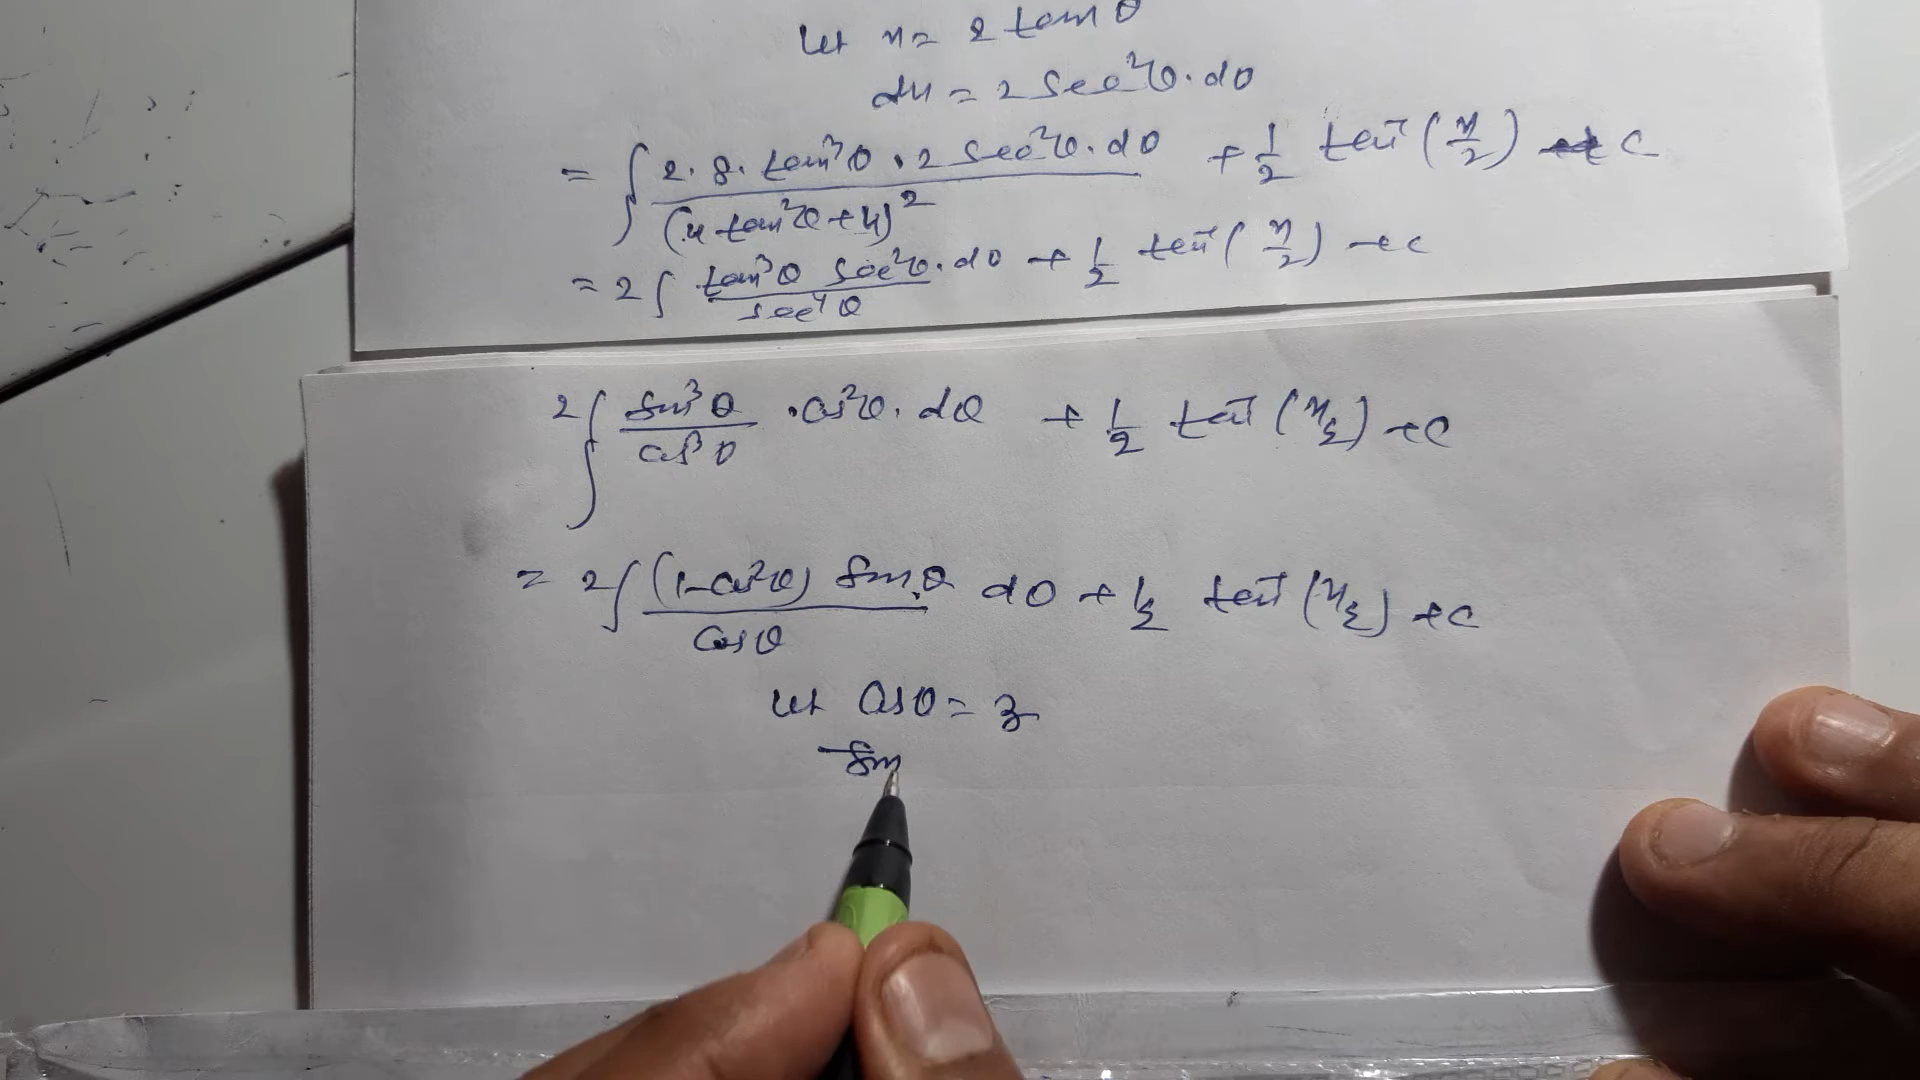 Let x = 2 tan θ
dx = 2 sec²θ. dθ
= ∫ 2. 8. tan³θ . 2 sec²θ. dθ / (4 tan²θ + 4)² + 1/2 tan⁻¹ (x/2) + C
= 2 ∫ tan³θ sec²θ. dθ / sec⁴θ + 1/2 tan⁻¹ (x/2) + C
2 ∫ sin³θ / cos³θ . cos²θ. dθ + 1/2 tan⁻¹ (x/2) + C
= 2 ∫ (1-cos²θ) sin θ / cos θ dθ + 1/2 tan⁻¹ (x/2) + C
Let cos θ = z
- sin